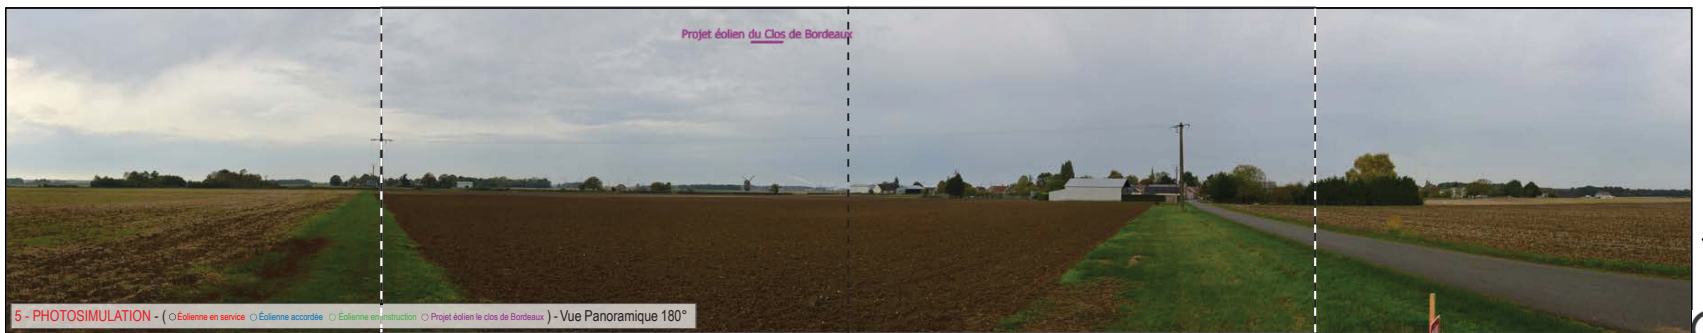 Projet éolien du Clos de Bordeaux
5 - PHOTOSIMULATION - ( Éolienne en service Éolienne accordée Éolienne en instruction Projet éolien le clos de Bordeaux ) - Vue Panoramique 180°